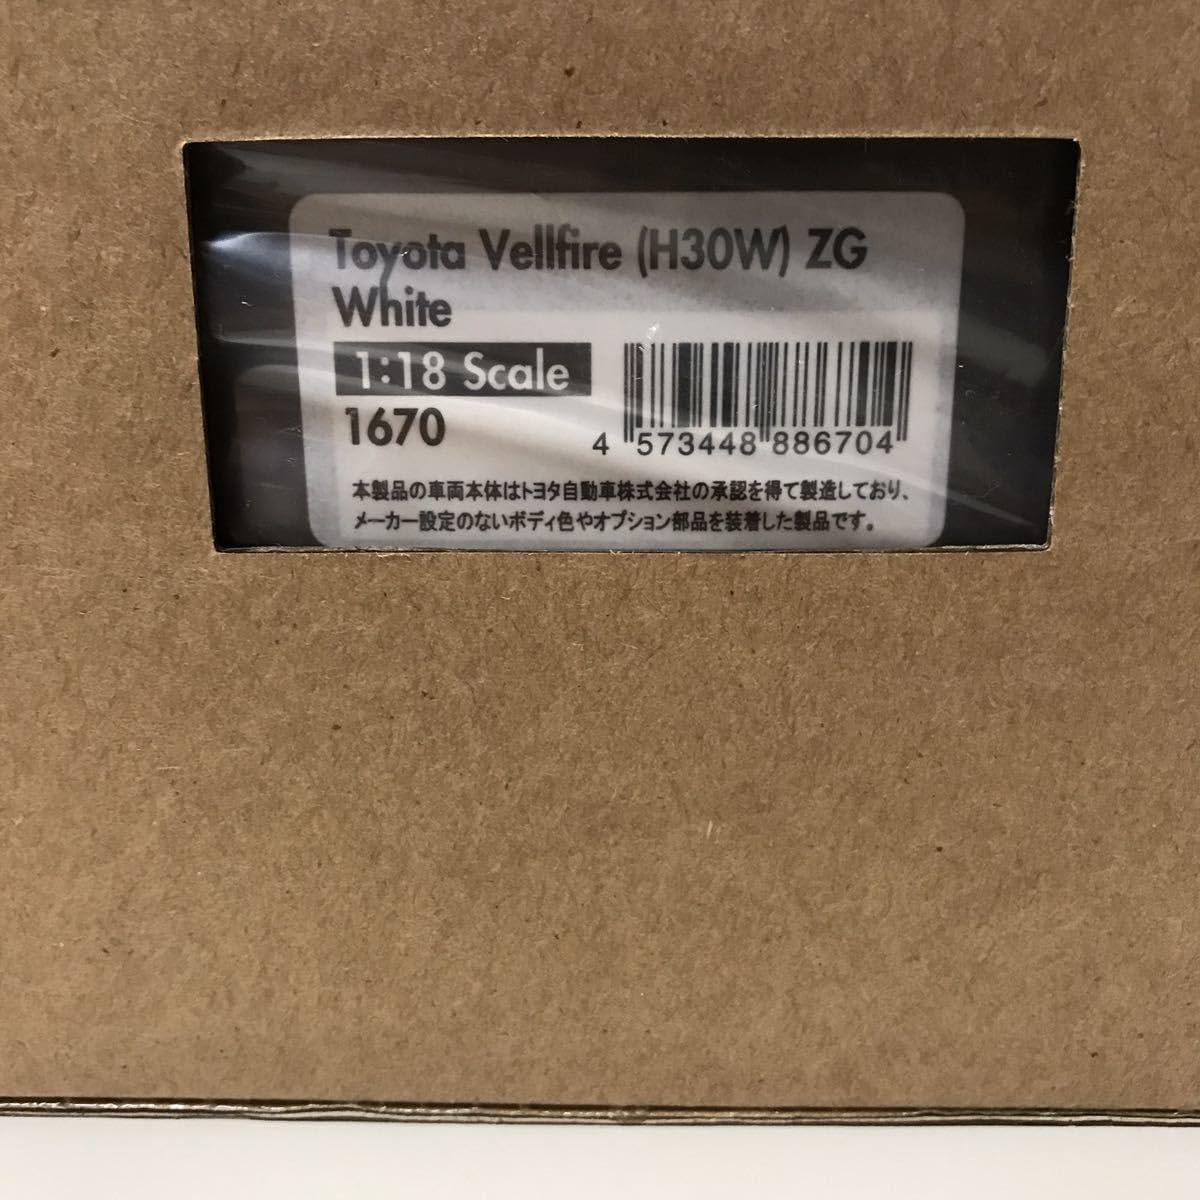 Toyota Vellfire (H30W) ZG
White
1:18 Scale
1670
4 573448 886704
本製品の車両本体はトヨタ自動車株式会社の承認を得て製造しており、
メーカー設定のないボディ色やオプション部品を装着した製品です。